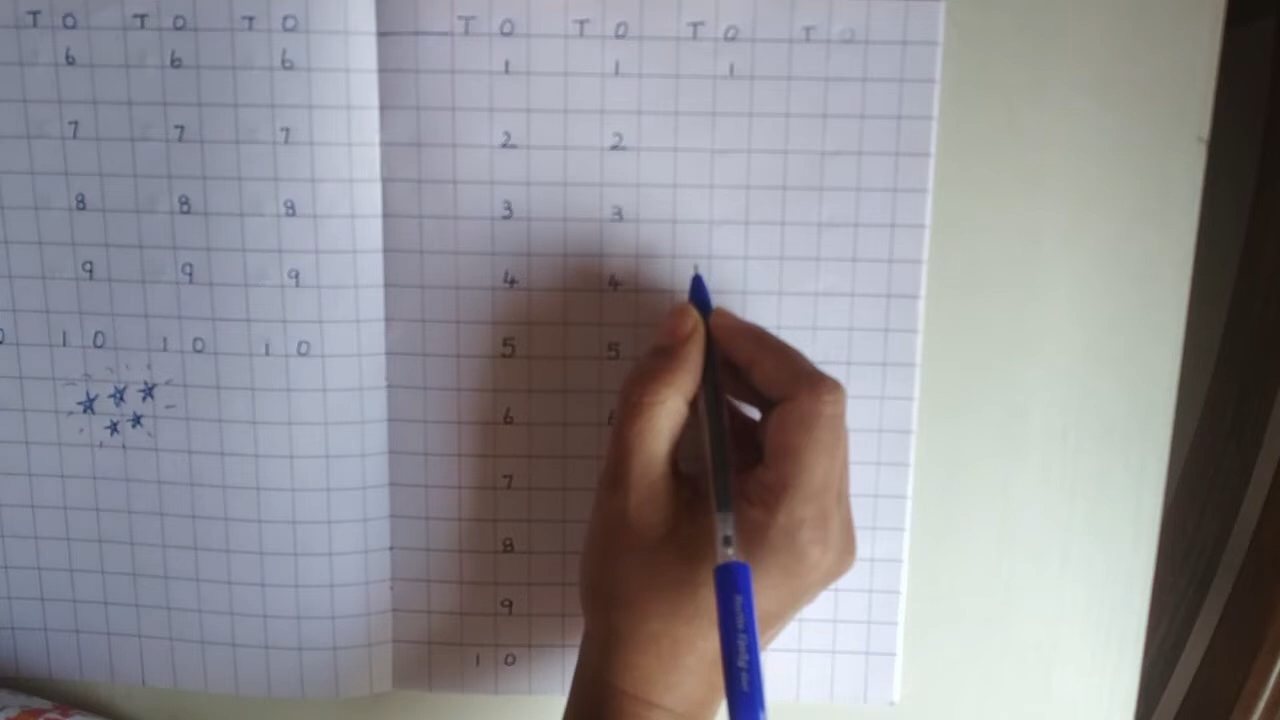 T O T O T O
6 6 6
7 7 7
8 8 8
9 9 9
0 1 0 1 0 1 0
T O T O T O T O
1 1 1
2 2
3 3
4 4
5 5
6
7
8
9
1 0